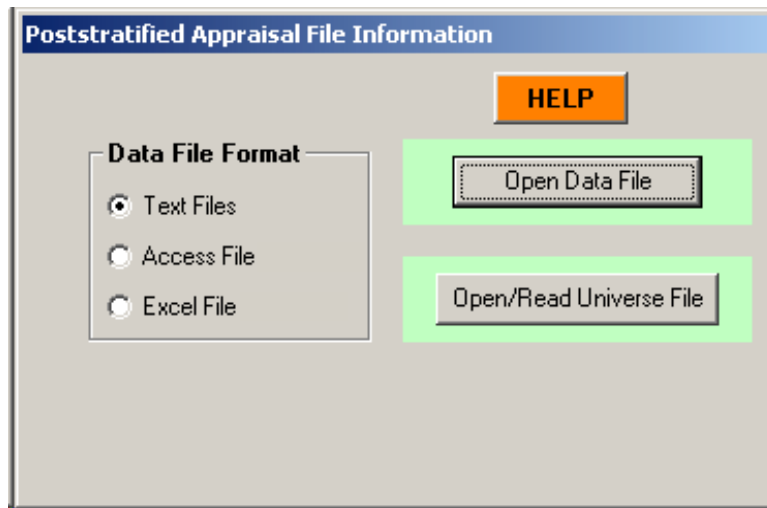 Poststratified Appraisal File Information
HELP
Data File Format
Text Files
Access File
Excel File
Open Data File
Open/Read Universe File